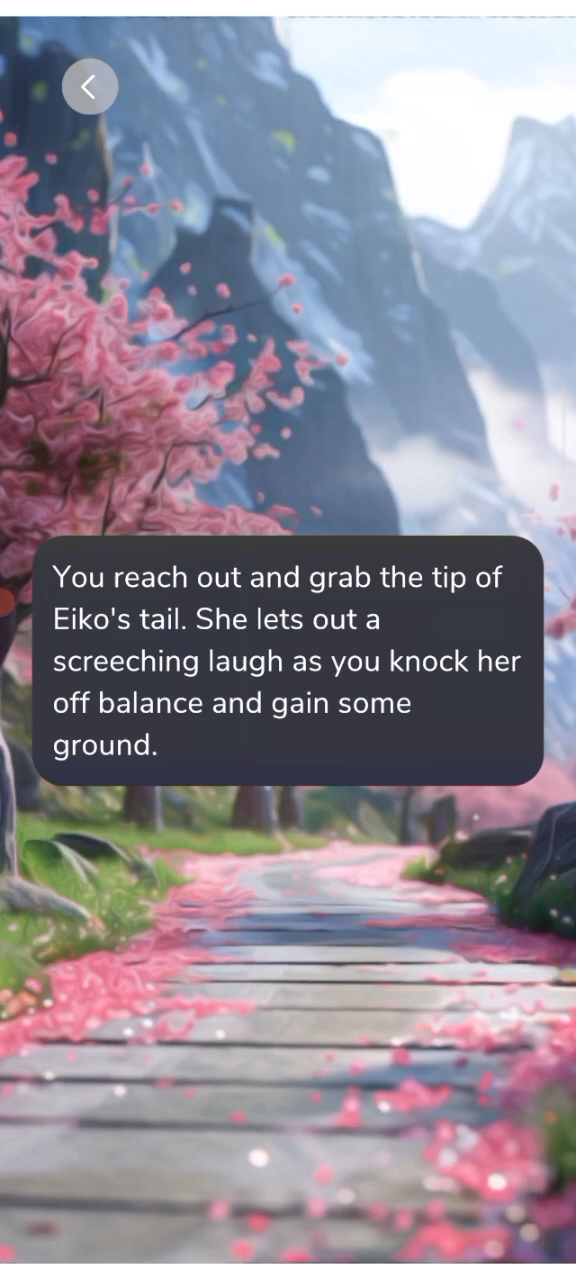 You reach out and grab the tip of
Eiko's tail. She lets out a
screeching laugh as you knock her
off balance and gain some
ground.